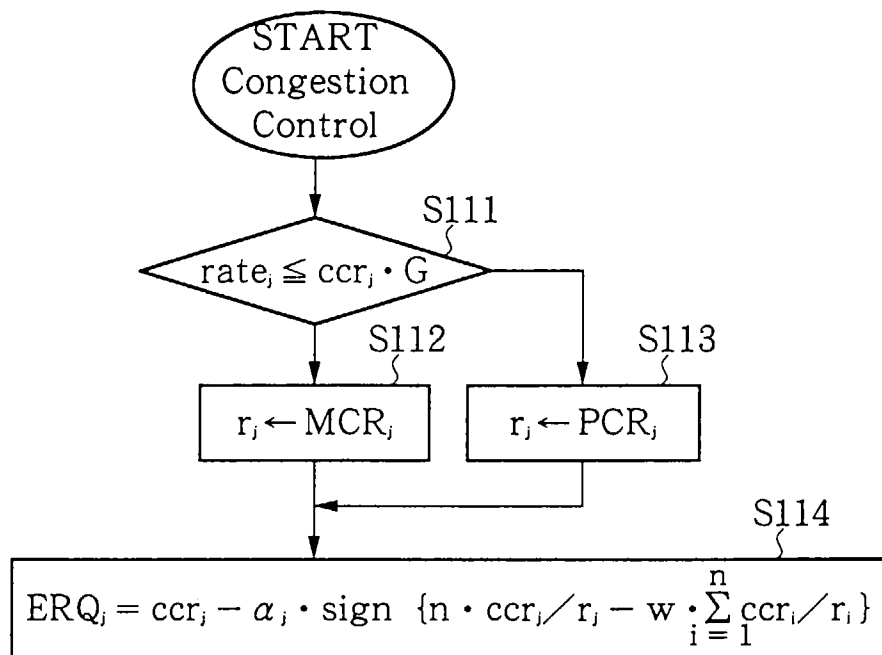 START
Congestion
Control
S111
rateⱼ ≦ ccrⱼ · G
S112
S113
rⱼ ← MCRⱼ
rⱼ ← PCRⱼ
S114
ERQⱼ = ccrⱼ − αⱼ · sign {n · ccrⱼ/rⱼ − w · ∑ⁿᵢ₌₁ ccrᵢ/rᵢ}